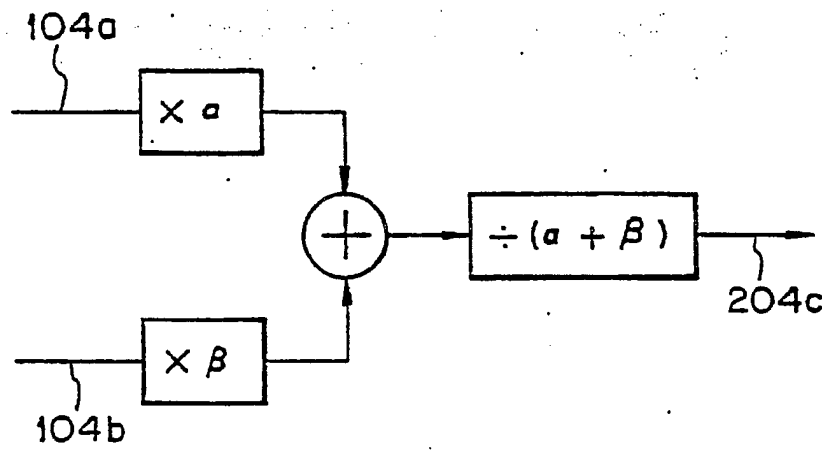 104a
× α
+
÷ (α + β)
204c
× β
104b